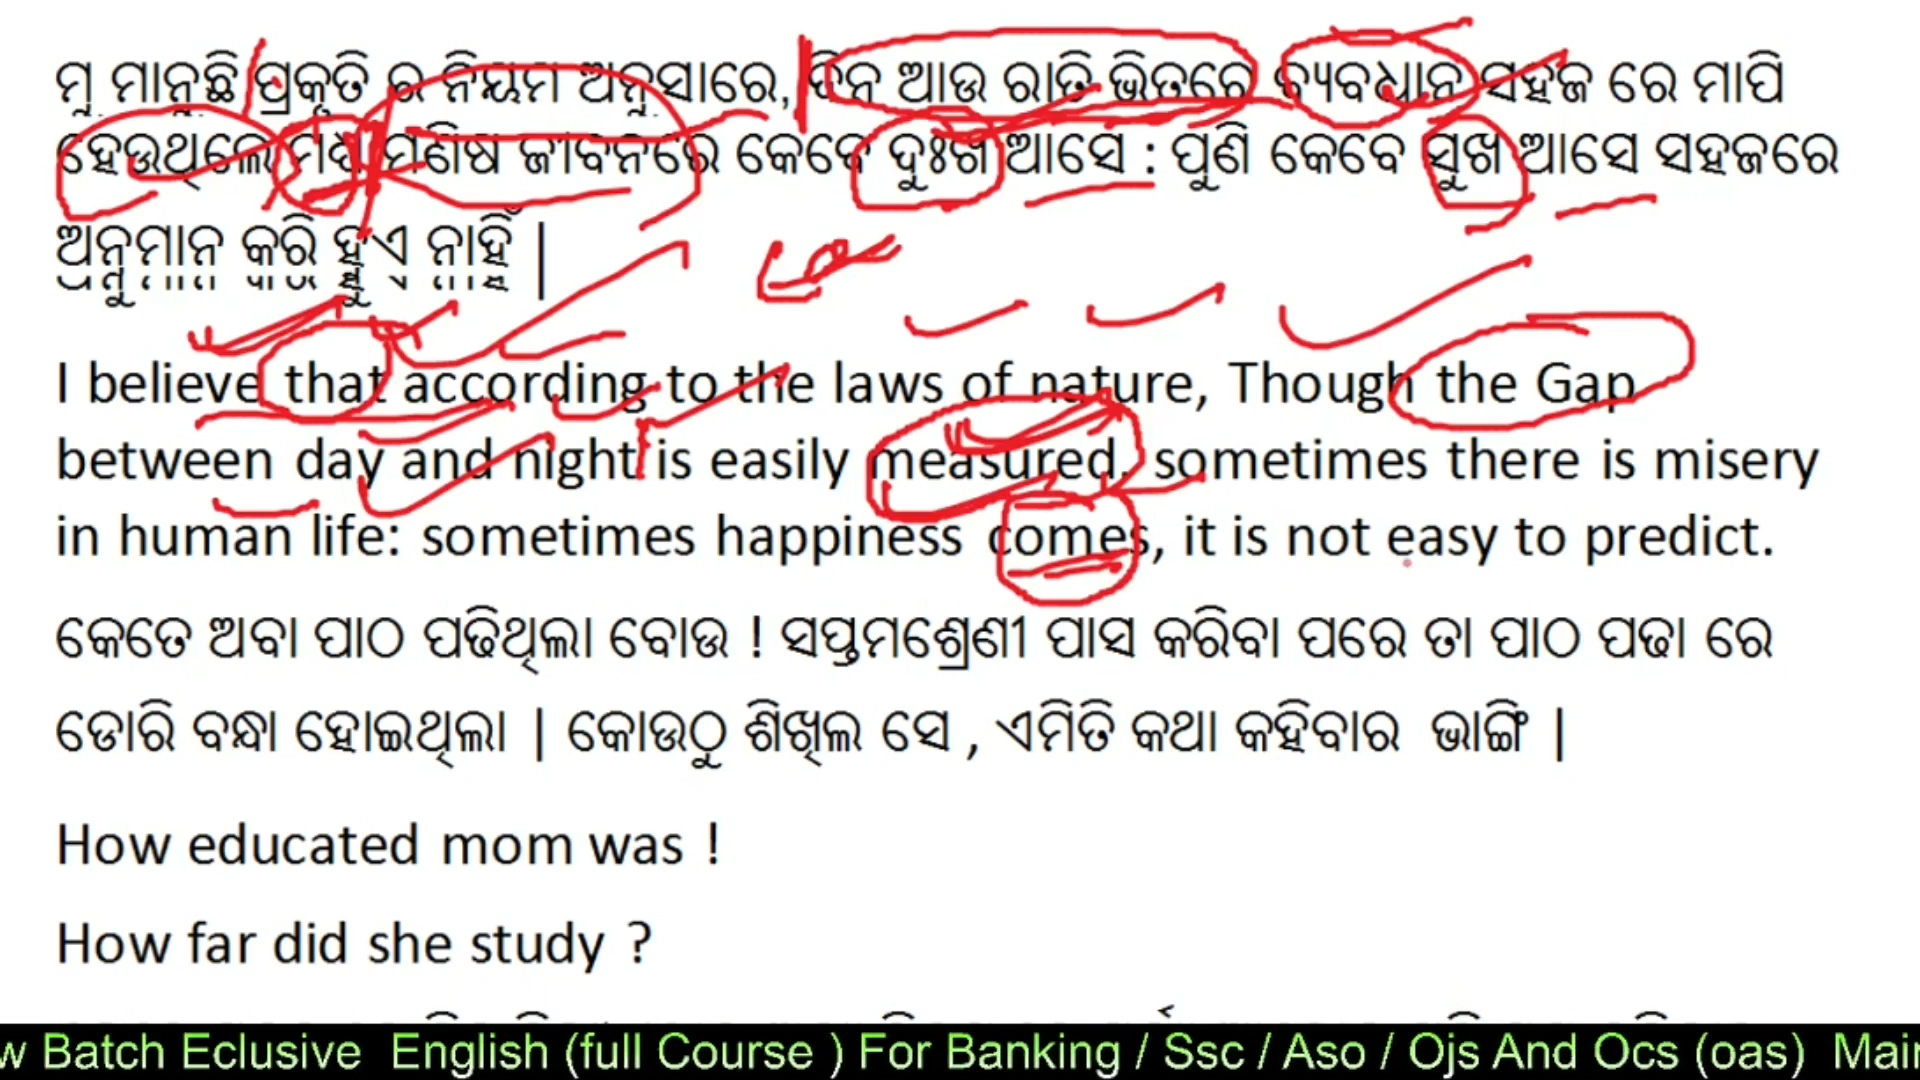 ମୁ ମାନୁଛି ପ୍ରକୃତି ର ନିୟମ ଅନୁସାରେ, ଦିନ ଆଉ ରାତି ଭିତରେ ବ୍ୟବଧାନ ସହଜ ରେ ମାପି
ହେଉଥିଲେ ମଧ୍ୟ ମଣିଷ ଜୀବନରେ କେବେ ଦୁଃଖ ଆସେ : ପୁଣି କେବେ ସୁଖ ଆସେ ସହଜରେ
ଅନୁମାନ କରି ହୁଏ ନାହିଁ |
I believe that according to the laws of nature, Though the Gap
between day and night is easily measured, sometimes there is misery
in human life: sometimes happiness comes, it is not easy to predict.
କେତେ ଅବା ପାଠ ପଢିଥିଲା ବୋଉ ! ସପ୍ତମଶ୍ରେଣୀ ପାସ କରିବା ପରେ ତା ପାଠ ପଢା ରେ
ଡୋରି ବନ୍ଧା ହୋଇଥିଲା | କୋଉଠୁ ଶିଖିଲ ସେ , ଏମିତି କଥା କହିବାର ଭାଙ୍ଗି |
How educated mom was !
How far did she study ?
w Batch Eclusive English (full Course ) For Banking / Ssc / Aso / Ojs And Ocs (oas) Mai